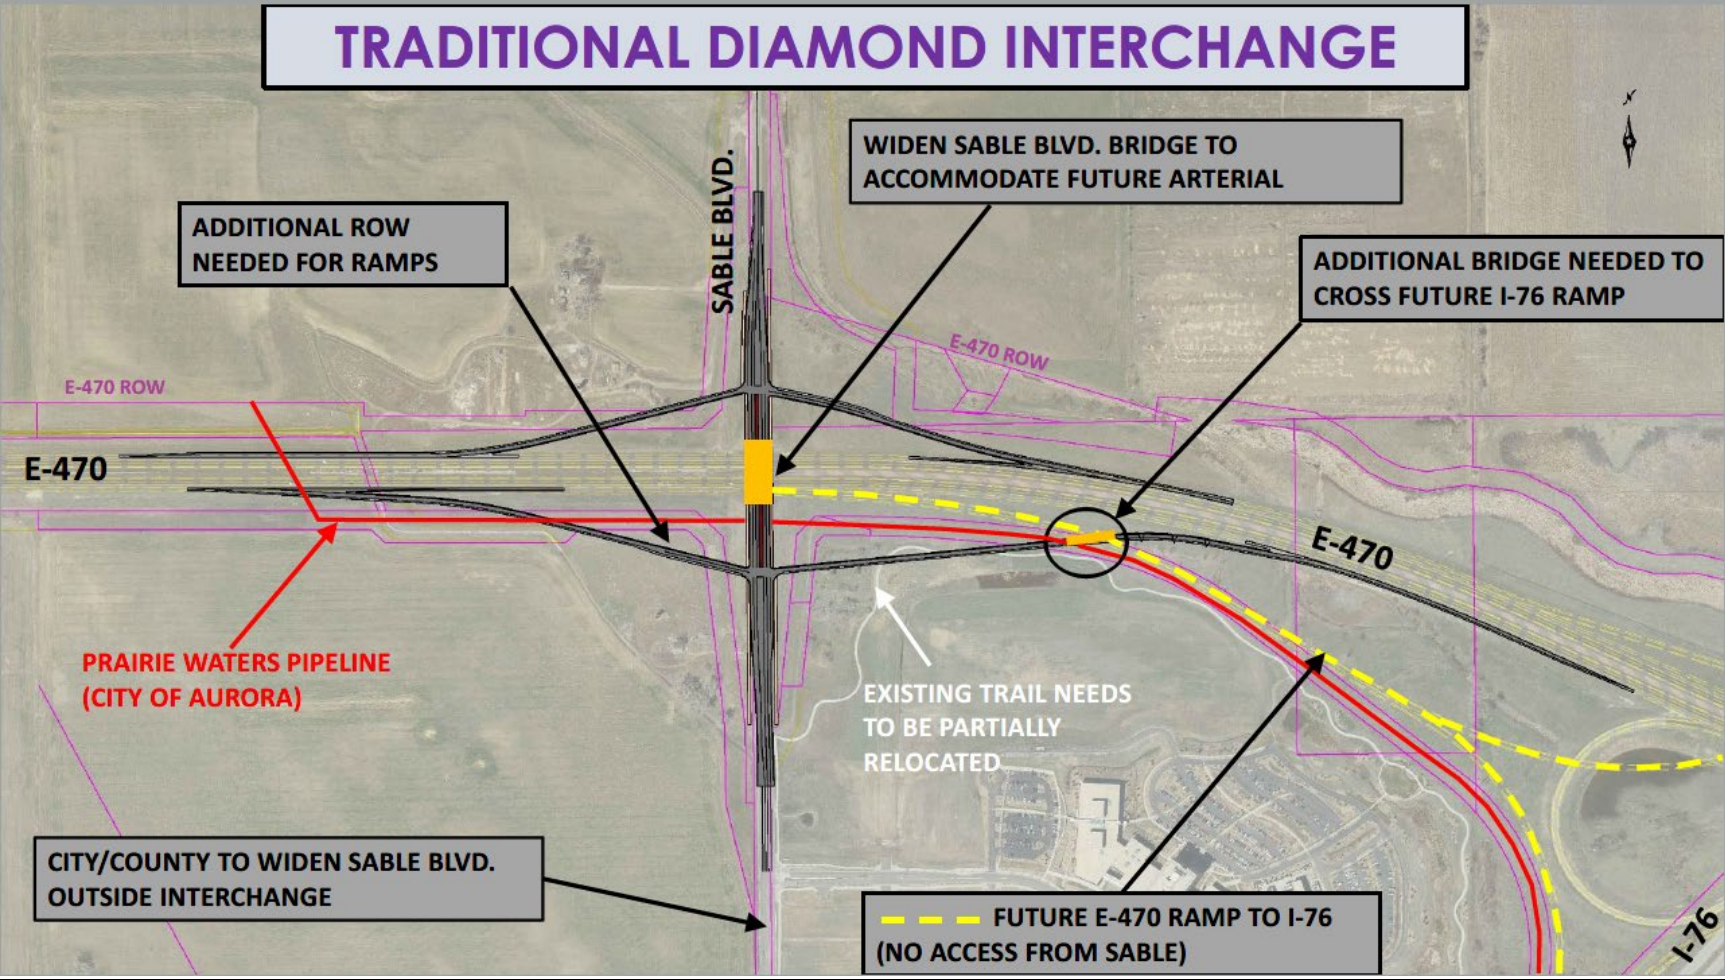 TRADITIONAL DIAMOND INTERCHANGE
WIDEN SABLE BLVD. BRIDGE TO
ACCOMMODATE FUTURE ARTERIAL
SABLE BLVD.
ADDITIONAL ROW
NEEDED FOR RAMPS
ADDITIONAL BRIDGE NEEDED TO
CROSS FUTURE I-76 RAMP
E-470 ROW
E-470 ROW
E-470
E-470
PRAIRIE WATERS PIPELINE
(CITY OF AURORA)
EXISTING TRAIL NEEDS
TO BE PARTIALLY
RELOCATED
CITY/COUNTY TO WIDEN SABLE BLVD.
OUTSIDE INTERCHANGE
FUTURE E-470 RAMP TO I-76
(NO ACCESS FROM SABLE)
I-76